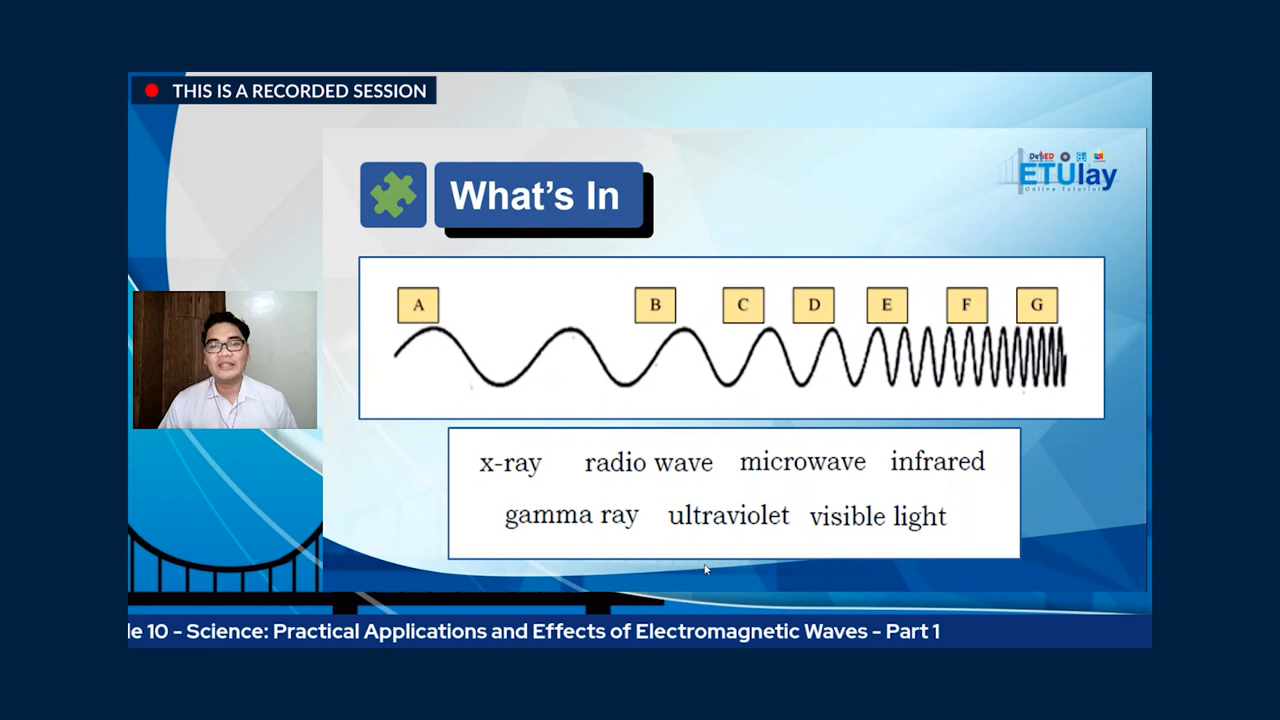 THIS IS A RECORDED SESSION
DepED
ETUlay
Online Tutorial
What's In
A B C D E F G
x-ray radio wave microwave infrared
gamma ray ultraviolet visible light
le 10 - Science: Practical Applications and Effects of Electromagnetic Waves - Part 1